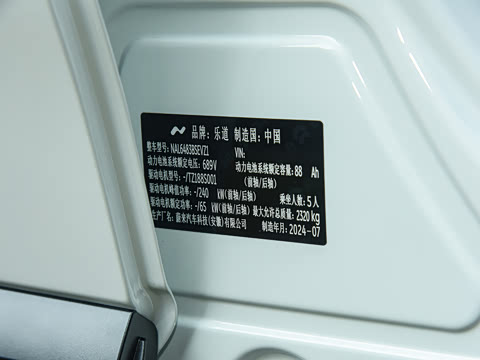 品牌：乐道 制造国：中国
整车型号：NAL6483BSEVZ1 VIN:
动力电池系统额定电压：689V 动力电池系统额定容量：88 Ah
驱动电机型号：-/TZ188S001 (前轴/后轴)
驱动电机峰值功率：-/240 kW(前轴/后轴) 乘坐人数：5人
驱动电机额定功率：-/65 kW(前轴/后轴) 最大允许总质量：2320 kg
生产厂名：蔚来汽车科技(安徽)有限公司 制造年月：2024-07